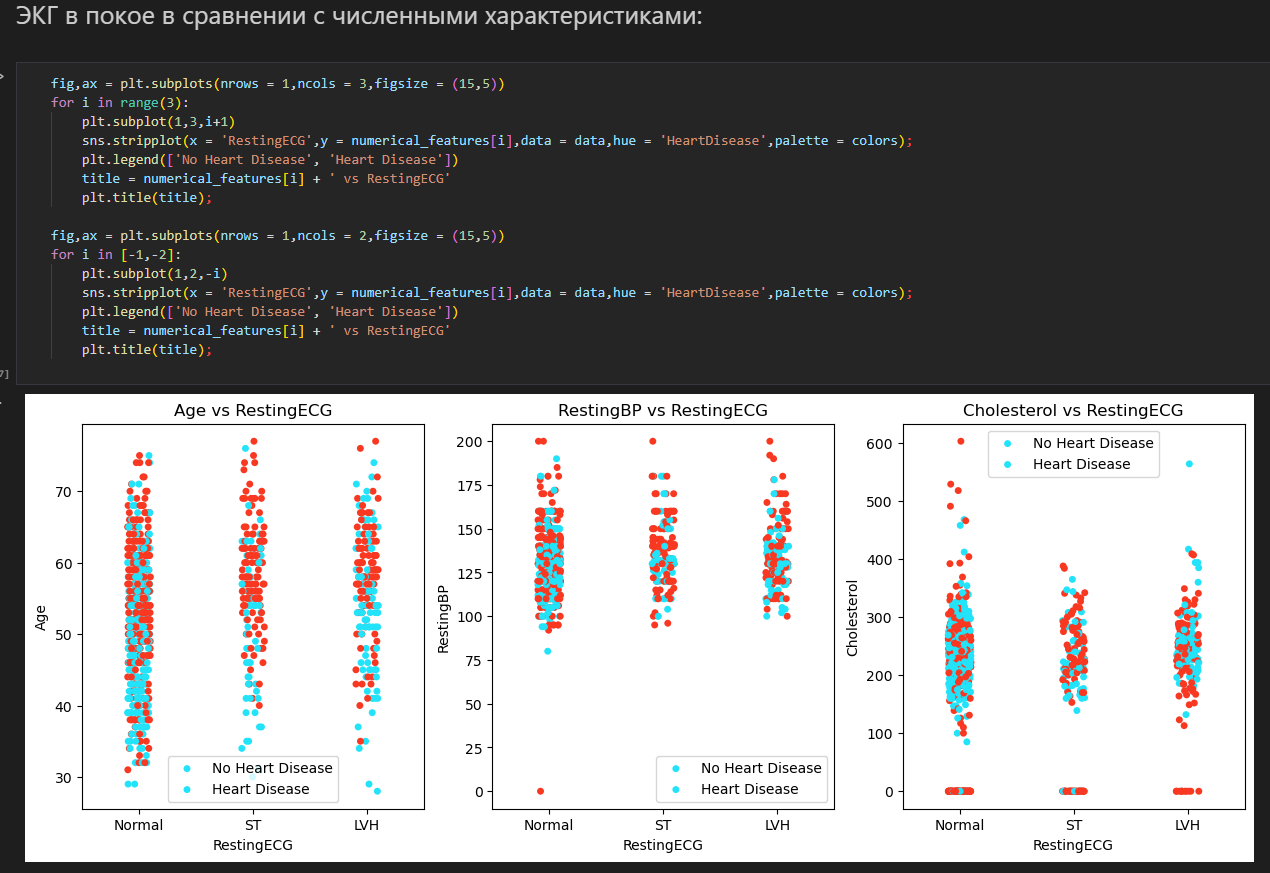 ЭКГ в покое в сравнении с численными характеристиками:
fig,ax = plt.subplots(nrows = 1,ncols = 3,figsize = (15,5))
for i in range(3):
    plt.subplot(1,3,i+1)
    sns.stripplot(x = 'RestingECG',y = numerical_features[i],data = data,hue = 'HeartDisease',palette = colors);
    plt.legend(['No Heart Disease', 'Heart Disease'])
    title = numerical_features[i] + ' vs RestingECG'
    plt.title(title);
fig,ax = plt.subplots(nrows = 1,ncols = 2,figsize = (15,5))
for i in [-1,-2]:
    plt.subplot(1,2,-i)
    sns.stripplot(x = 'RestingECG',y = numerical_features[i],data = data,hue = 'HeartDisease',palette = colors);
    plt.legend(['No Heart Disease', 'Heart Disease'])
    title = numerical_features[i] + ' vs RestingECG'
    plt.title(title);
7]
Age vs RestingECG
70
60
50
40
30
Age
No Heart Disease
Heart Disease
Normal
ST
LVH
RestingECG
RestingBP vs RestingECG
200
175
150
125
100
75
50
25
0
RestingBP
No Heart Disease
Heart Disease
Normal
ST
LVH
RestingECG
Cholesterol vs RestingECG
600
500
400
300
200
100
0
Cholesterol
No Heart Disease
Heart Disease
Normal
ST
LVH
RestingECG